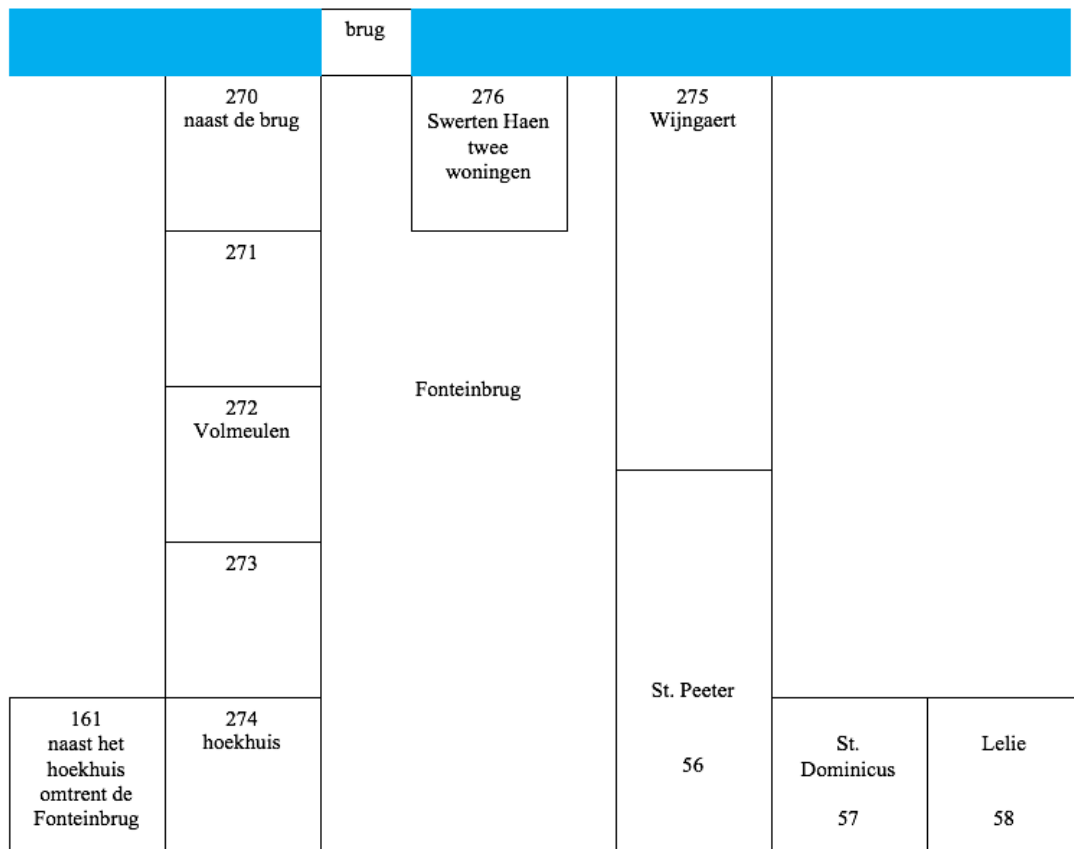 brug
270
naast de brug
276
Swerten Haen
twee
woningen
275
Wijngaert
271
Fonteinbrug
272
Volmeulen
273
161
naast het
hoekhuis
omtrent de
Fonteinbrug
274
hoekhuis
St. Peeter
56
St.
Dominicus
57
Lelie
58